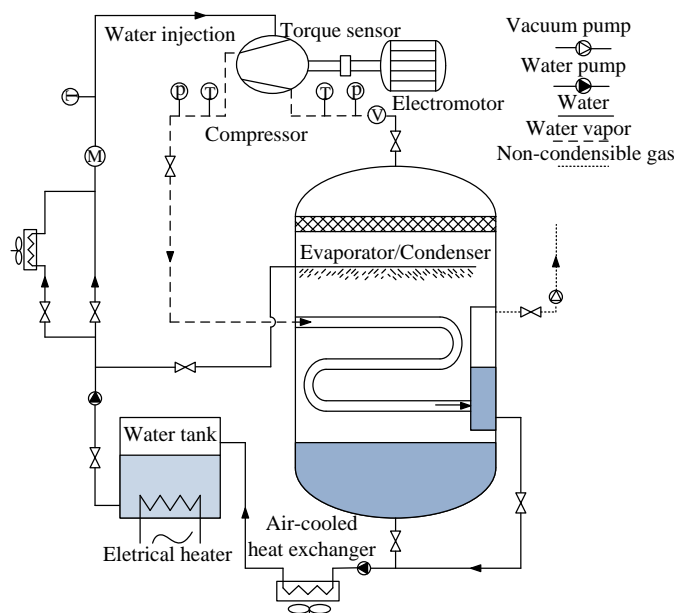 Water injection
Torque sensor
Electromotor
Compressor
P
T
T
P
V
T
M
Vacuum pump
Water pump
Water
Water vapor
Non-condensible gas
Evaporator/Condenser
Water tank
Eletrical heater
Air-cooled
heat exchanger